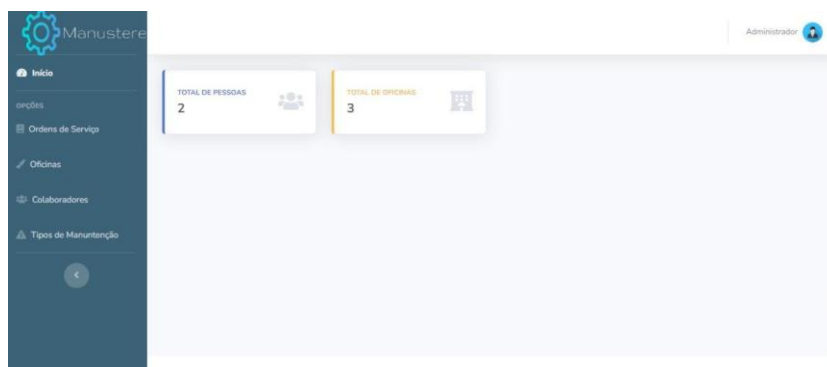 Manustere
Administrador
Início
OPÇÕES
Ordens de Serviço
Oficinas
Colaboradores
Tipos de Manuntenção
TOTAL DE PESSOAS
2
TOTAL DE OFICINAS
3